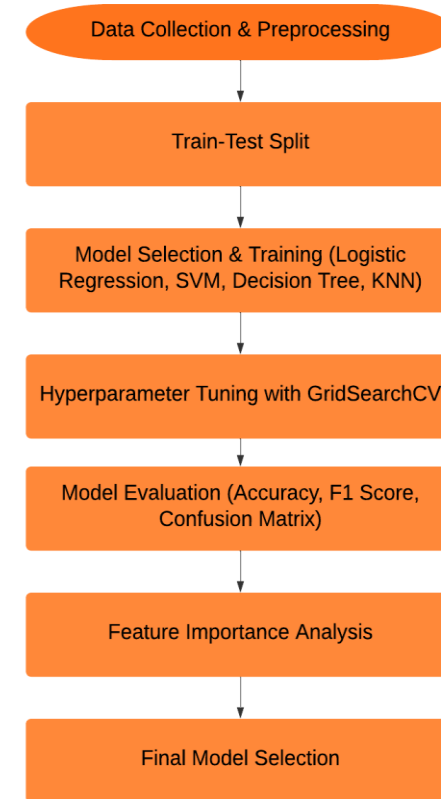 Data Collection & Preprocessing
Train-Test Split
Model Selection & Training (Logistic
Regression, SVM, Decision Tree, KNN)
Hyperparameter Tuning with GridSearchCV
Model Evaluation (Accuracy, F1 Score,
Confusion Matrix)
Feature Importance Analysis
Final Model Selection